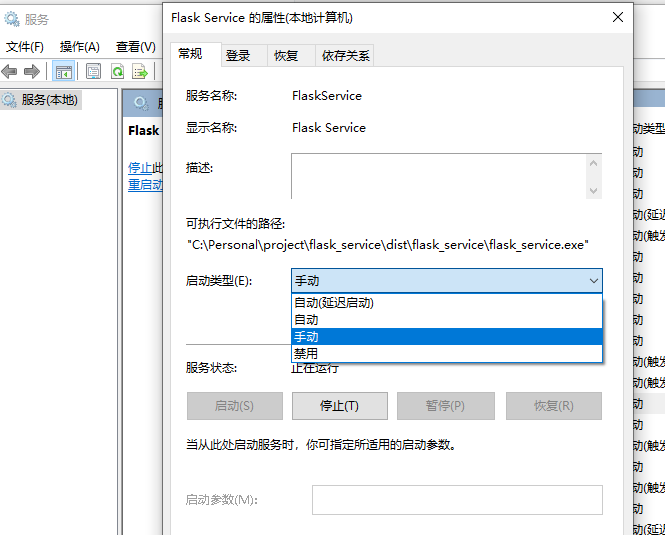 服务
Flask Service 的属性(本地计算机)
文件(F) 操作(A) 查看(V)
常规 登录 恢复 依存关系
服务(本地)
服务名称: FlaskService
Flask
显示名称: Flask Service
停止此
重启动
描述:
可执行文件的路径:
"C:\Personal\project\flask_service\dist\flask_service\flask_service.exe"
启动类型(E): 手动
自动(延迟启动)
自动
手动
禁用
服务状态: 正在运行
启动(S) 停止(T) 暂停(P) 恢复(R)
当从此处启动服务时，你可指定所适用的启动参数。
启动参数(M):
动类型
动
动
动
动(延迟
动(触发
动
动
动
动
动
动(触发
动(触发
动
动
动(触发
动
动(触发
动
动(延迟